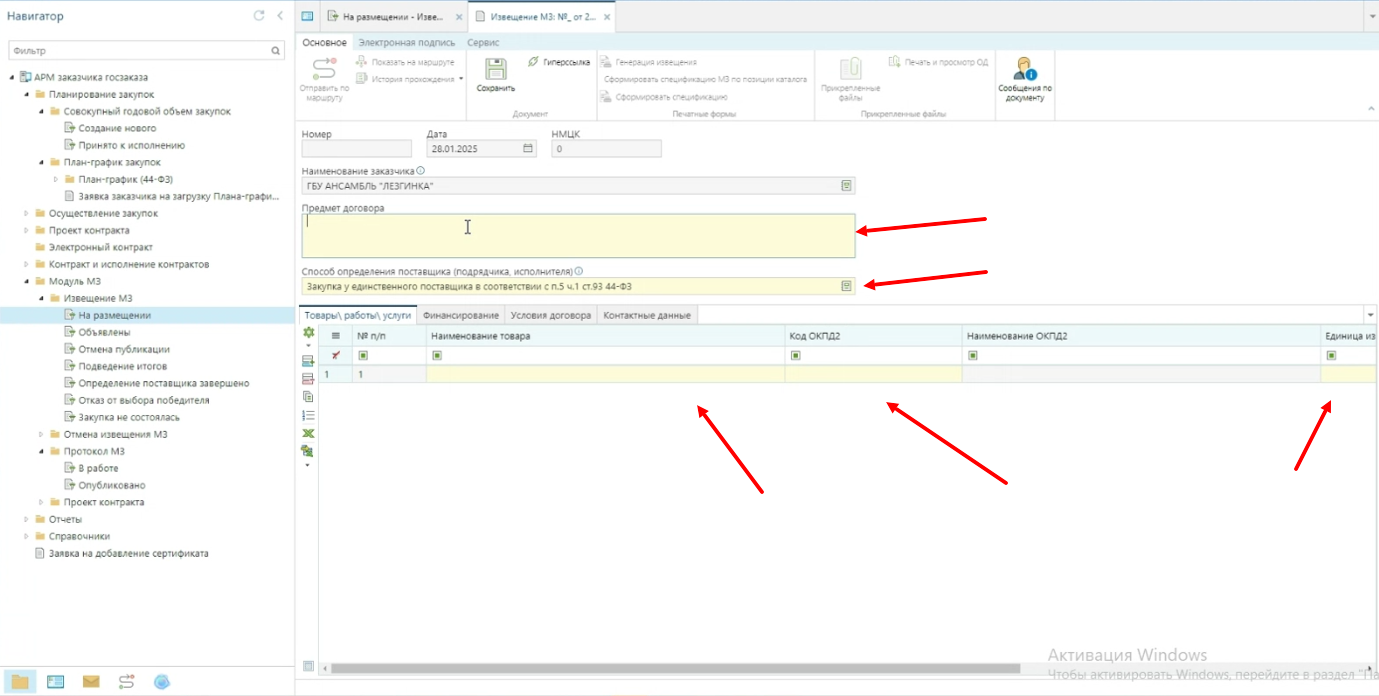 Навигатор
Фильтр
АРМ заказчика госзаказа
Планирование закупок
Совокупный годовой объем закупок
Создание нового
Принято к исполнению
План-график закупок
План-график (44-ФЗ)
Заявка заказчика на загрузку Плана-графи...
Осуществление закупок
Проект контракта
Электронный контракт
Контракт и исполнение контрактов
Модуль МЗ
Извещение МЗ
На размещении
Объявлены
Отмена публикации
Подведение итогов
Определение поставщика завершено
Отказ от выбора победителя
Закупка не состоялась
Отмена извещения МЗ
Протокол МЗ
В работе
Опубликовано
Проект контракта
Отчеты
Справочники
Заявка на добавление сертификата
На размещении - Изве... Извещение МЗ: №_ от 2...
Основное Электронная подпись Сервис
Отправить по маршруту
Показать на маршруте
История прохождения
Сохранить
Гиперссылка
Документ
Генерация извещения
Сформировать спецификацию МЗ по позиции каталога
Сформировать спецификацию
Печатные формы
Прикрепленные файлы
Печать и просмотр ОД
Прикрепленные файлы
Сообщения по документу
Номер Дата НМЦК
28.01.2025 0
Наименование заказчика
ГБУ АНСАМБЛЬ "ЛЕЗГИНКА"
Предмет договора
Способ определения поставщика (подрядчика, исполнителя)
Закупка у единственного поставщика в соответствии с п.5 ч.1 ст.93 44-ФЗ
Товары\ работы\ услуги Финансирование Условия договора Контактные данные
№ п/п Наименование товара Код ОКПД2 Наименование ОКПД2 Единица из
1 1
Активация Windows
Чтобы активировать Windows, перейдите в раздел "Па